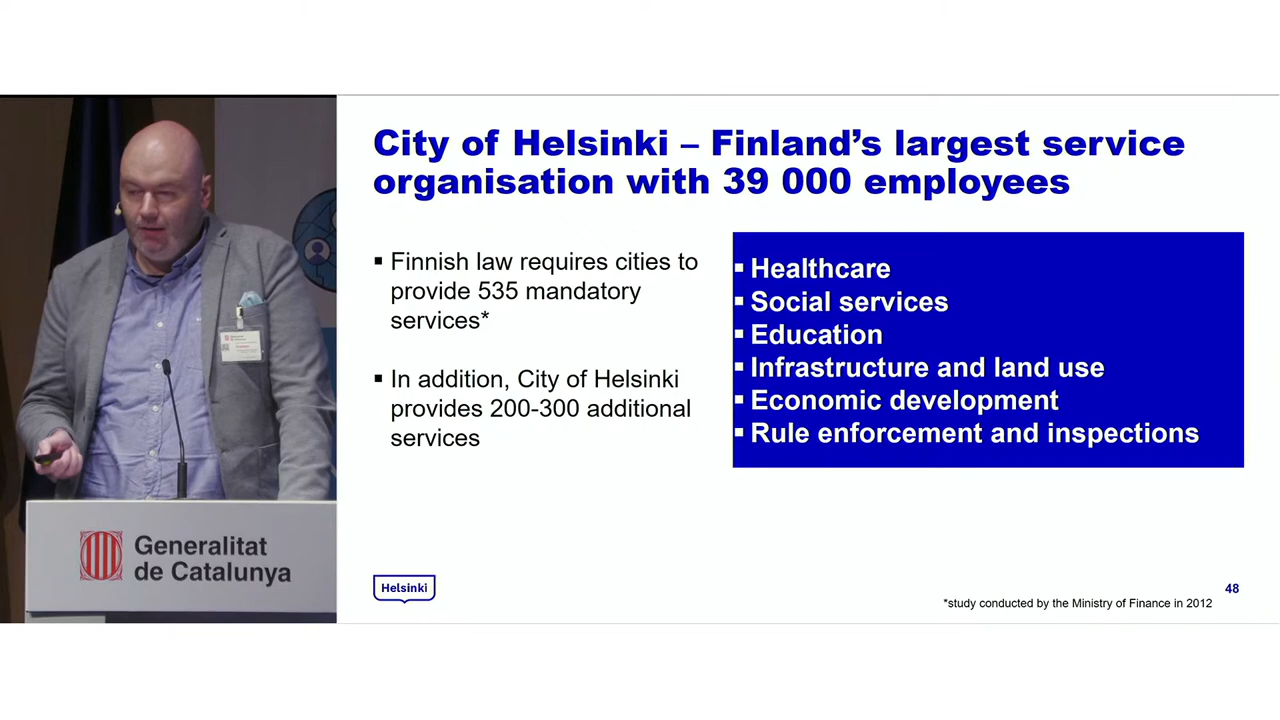 City of Helsinki – Finland's largest service
organisation with 39 000 employees
▪ Finnish law requires cities to
provide 535 mandatory
services*
▪ In addition, City of Helsinki
provides 200-300 additional
services
▪ Healthcare
▪ Social services
▪ Education
▪ Infrastructure and land use
▪ Economic development
▪ Rule enforcement and inspections
Generalitat
de Catalunya
Helsinki
48
*study conducted by the Ministry of Finance in 2012